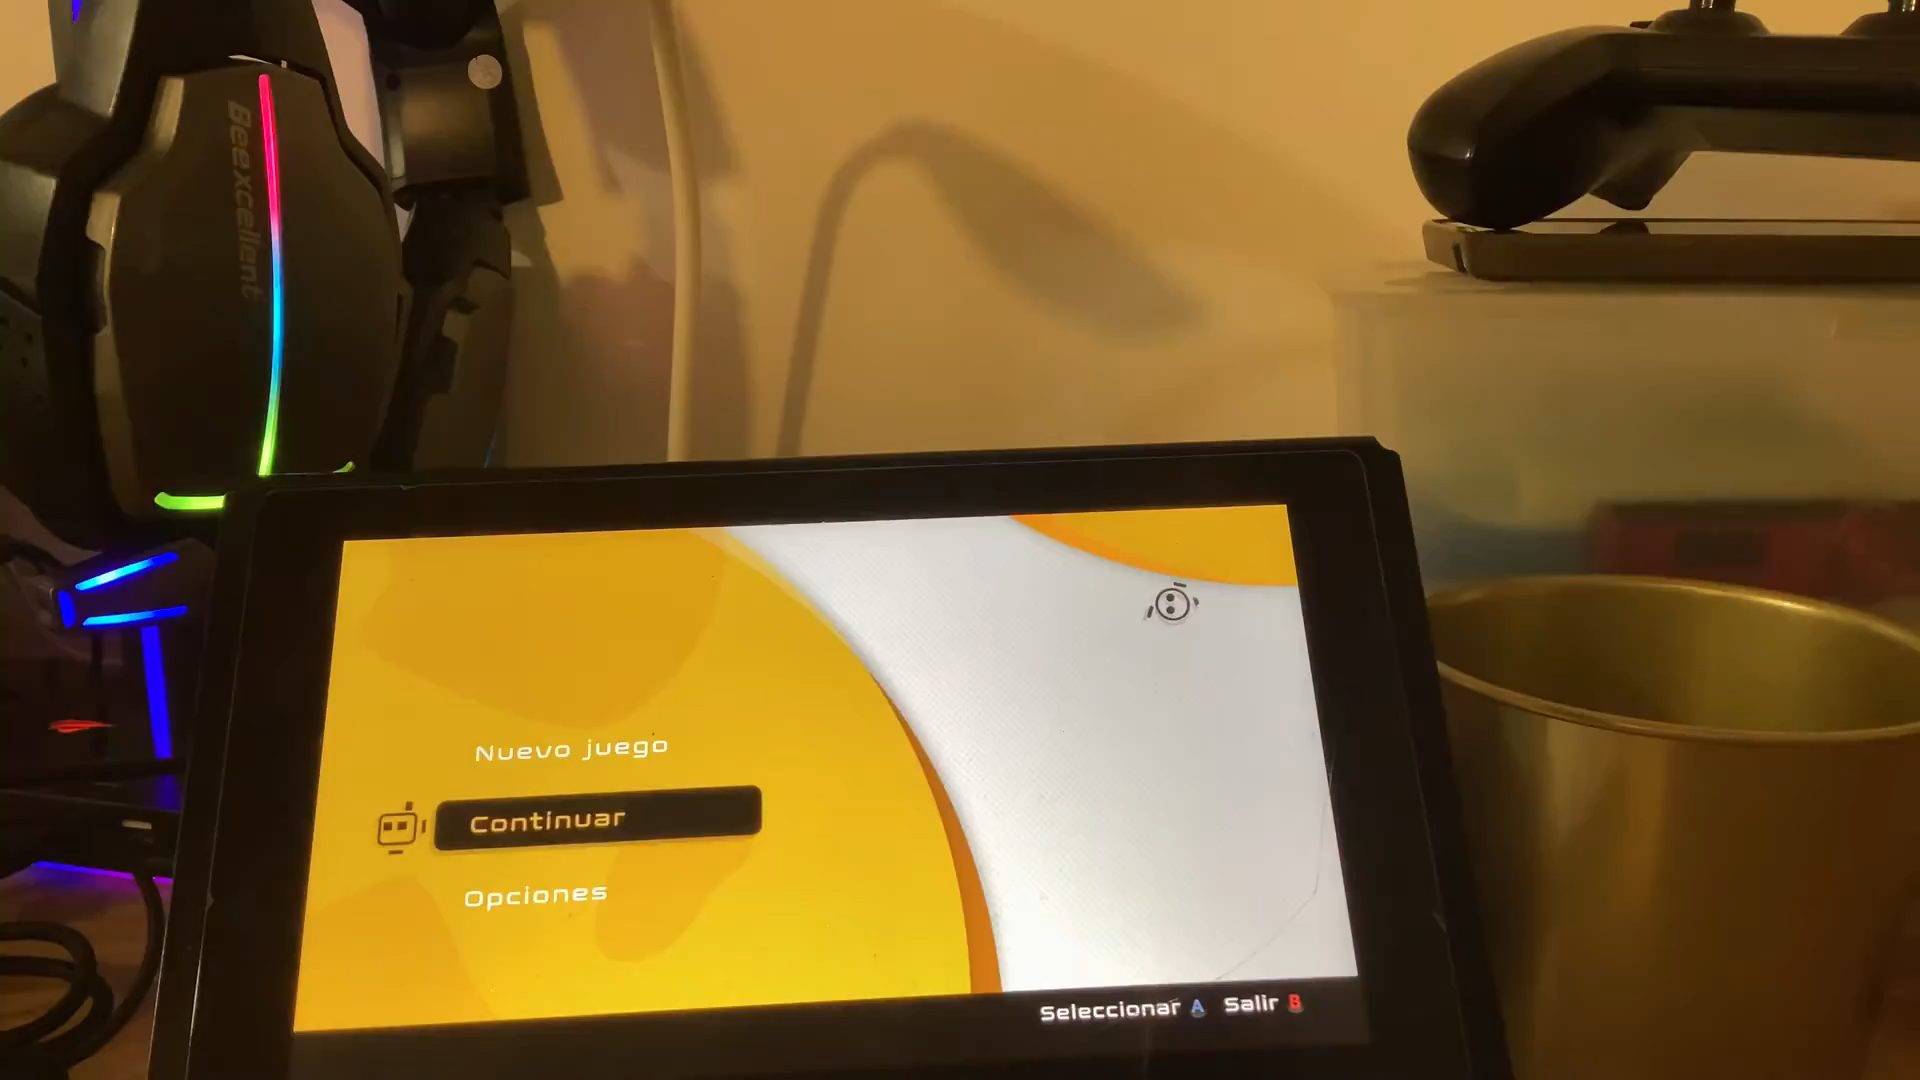 Beexcellent
Nuevo juego
Continuar
Opciones
Seleccionar A Salir B